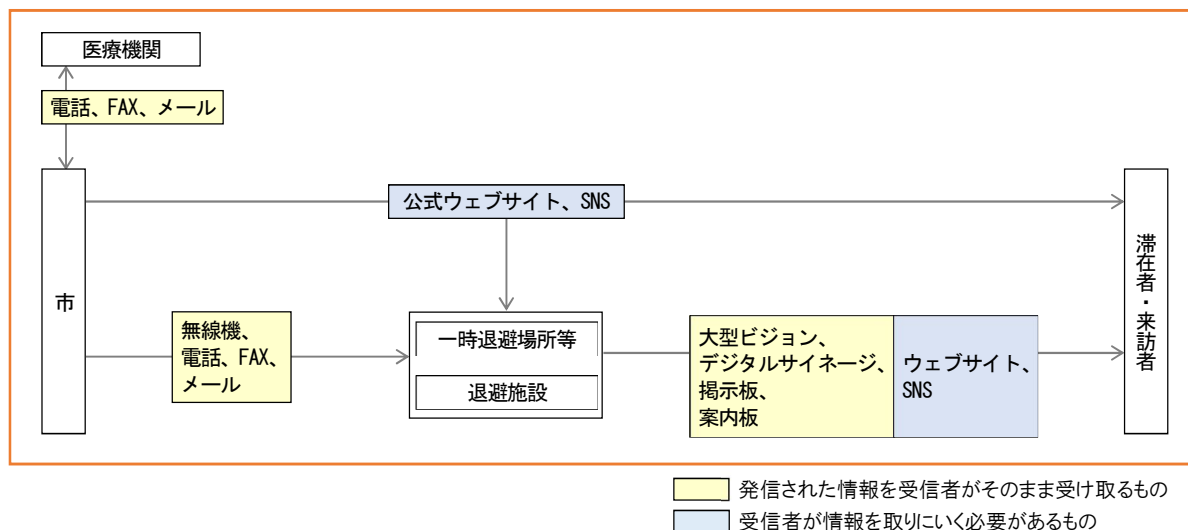 医療機関
電話、FAX、メール
公式ウェブサイト、SNS
市
無線機、
電話、FAX、
メール
一時退避場所等
退避施設
大型ビジョン、
デジタルサイネージ、
掲示板、
案内板
ウェブサイト、
SNS
滞在者・来訪者
発信された情報を受信者がそのまま受け取るもの
受信者が情報を取りにいく必要があるもの